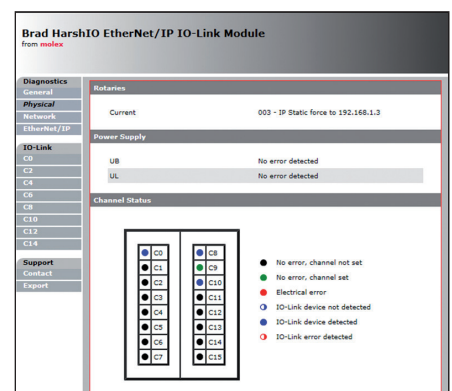 Brad HarshIO EtherNet/IP IO-Link Module
from molex
Diagnostics
General
Physical
Network
EtherNet/IP
IO-Link
C0
C2
C4
C6
C8
C10
C12
C14
Support
Contact
Export
Rotaries
Current 003 - IP Static force to 192.168.1.3
Power Supply
UB No error detected
UL No error detected
Channel Status
C0 C8
C1 C9
C2 C10
C3 C11
C4 C12
C5 C13
C6 C14
C7 C15
No error, channel not set
No error, channel set
Electrical error
IO-Link device not detected
IO-Link device detected
IO-Link error detected